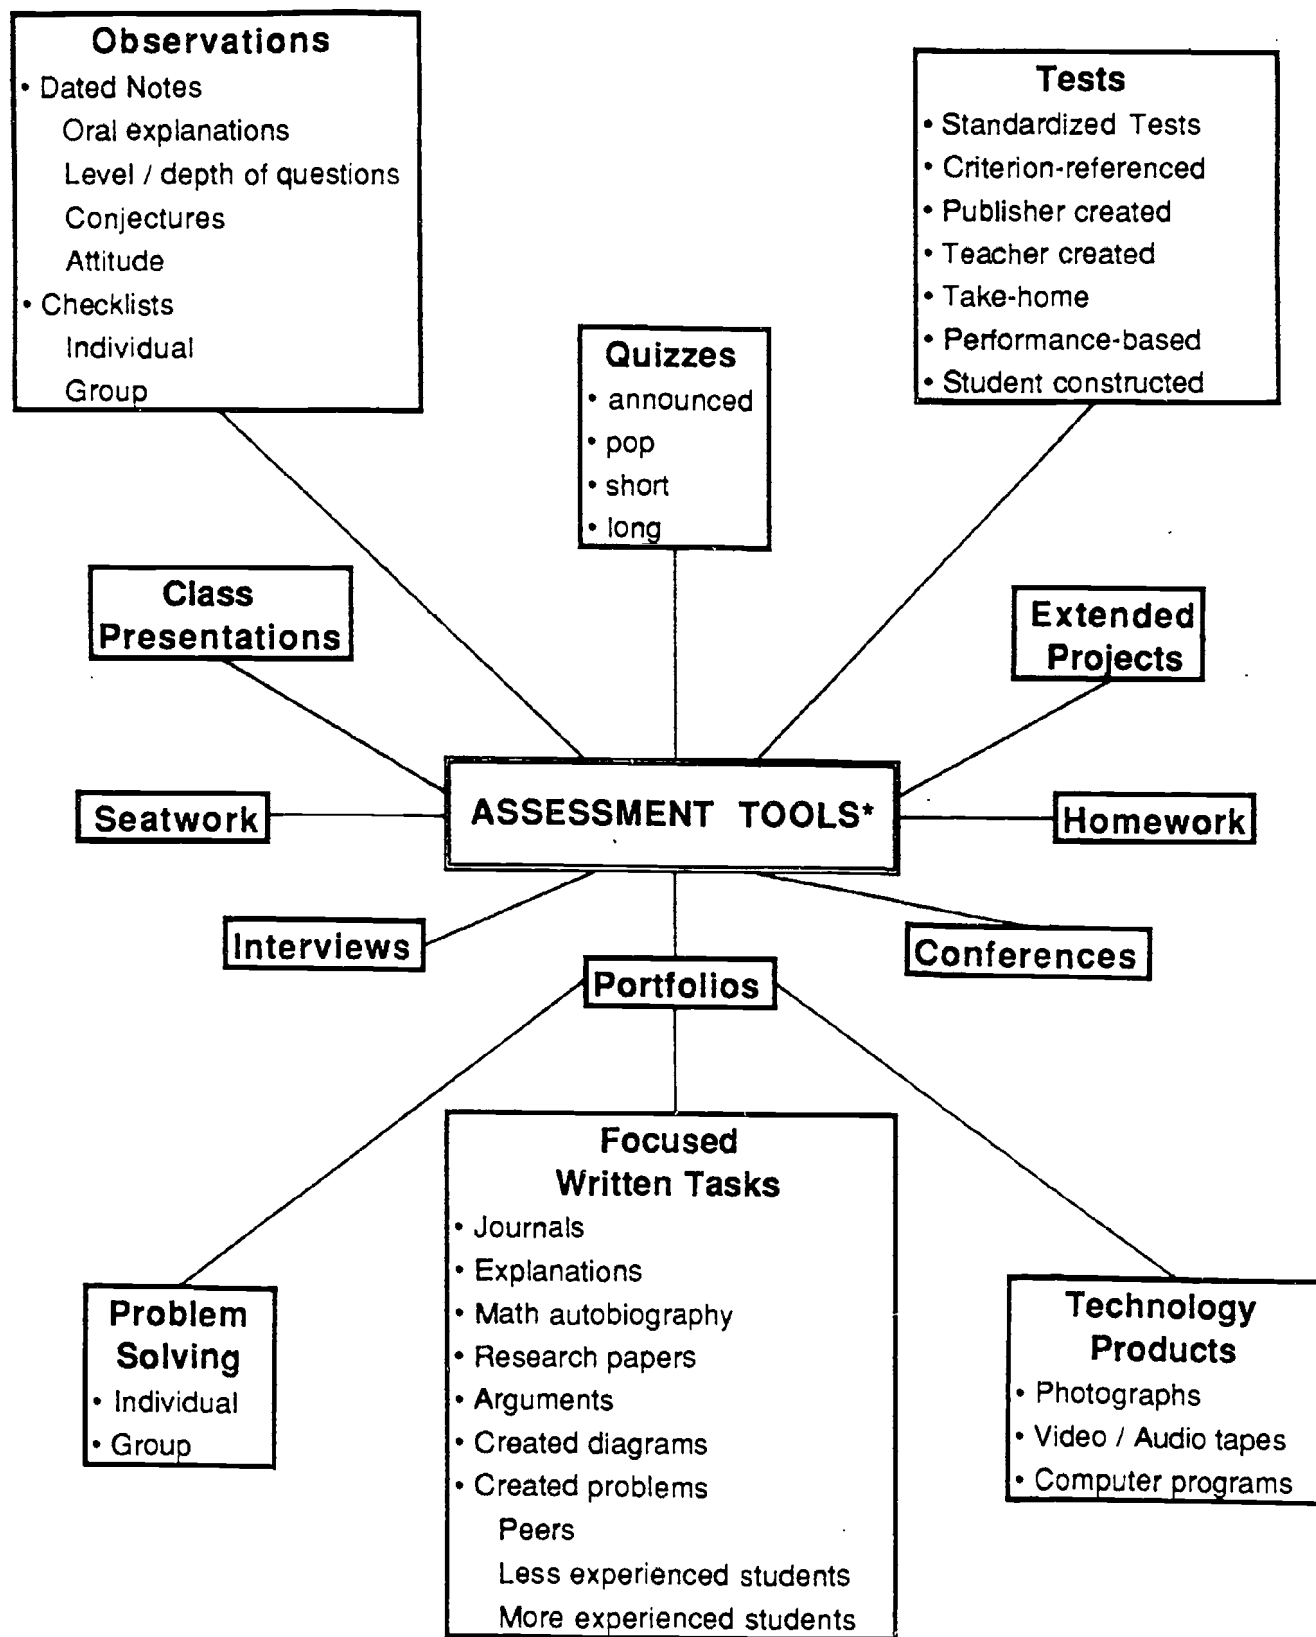 Observations
• Dated Notes
Oral explanations
Level / depth of questions
Conjectures
Attitude
• Checklists
Individual
Group
Tests
• Standardized Tests
• Criterion-referenced
• Publisher created
• Teacher created
• Take-home
• Performance-based
• Student constructed
Quizzes
• announced
• pop
• short
• long
Class
Presentations
Extended
Projects
Seatwork
ASSESSMENT TOOLS*
Homework
Interviews
Portfolios
Conferences
Problem
Solving
• Individual
• Group
Focused
Written Tasks
• Journals
• Explanations
• Math autobiography
• Research papers
• Arguments
• Created diagrams
• Created problems
Peers
Less experienced students
More experienced students
Technology
Products
• Photographs
• Video / Audio tapes
• Computer programs